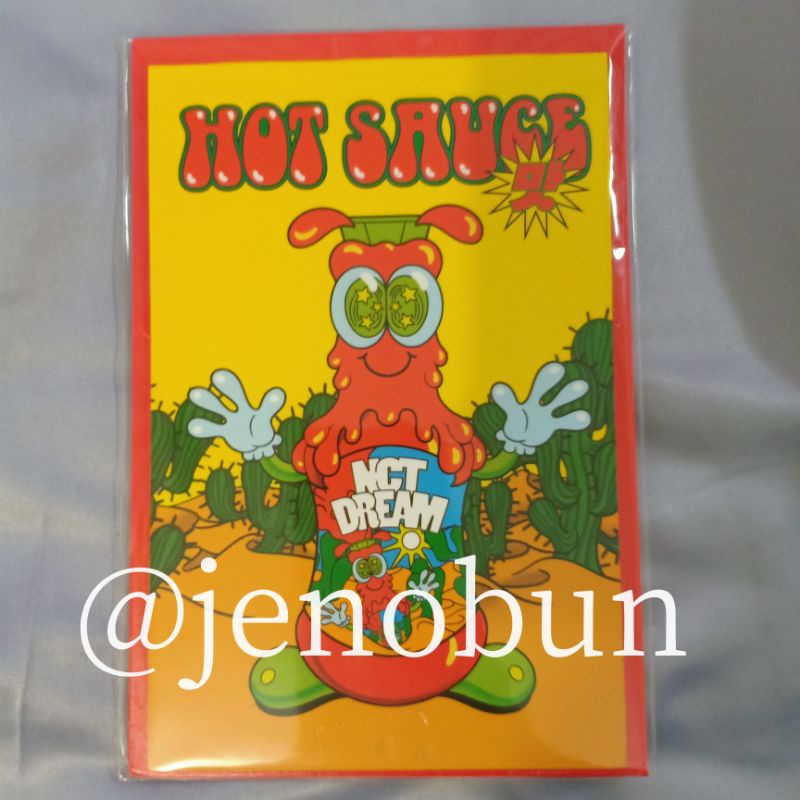 HOT SAUCE
맛
NCT
DREAM
@jenobun